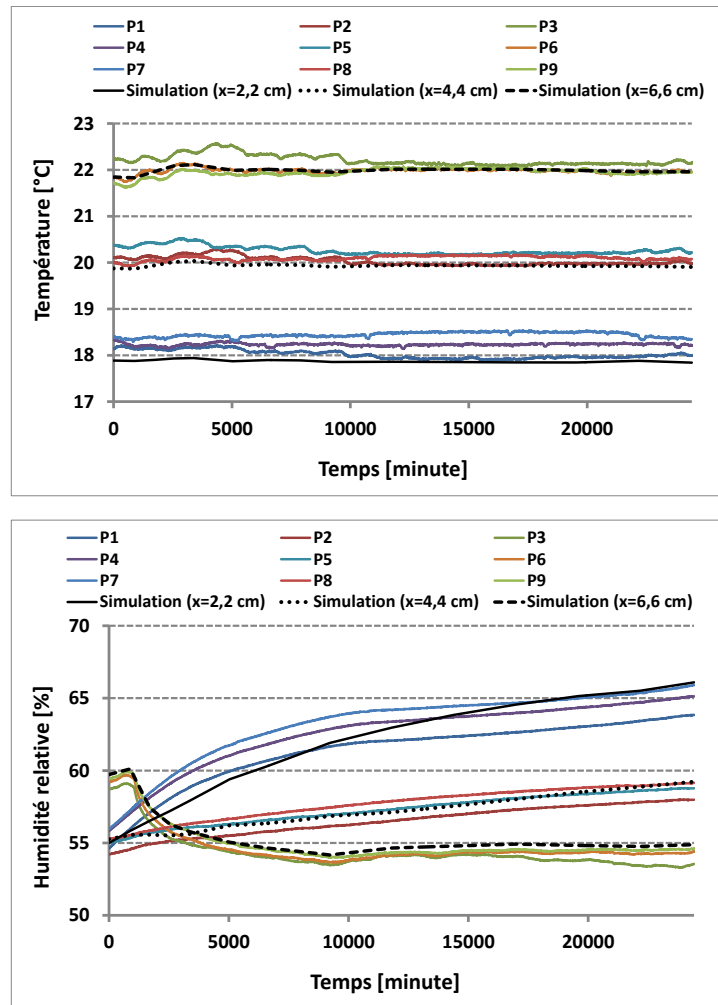 P1 P2 P3
P4 P5 P6
P7 P8 P9
Simulation (x=2,2 cm) Simulation (x=4,4 cm) Simulation (x=6,6 cm)
23
22
21
20
19
18
17
Température [°C]
0 5000 10000 15000 20000
Temps [minute]
P1 P2 P3
P4 P5 P6
P7 P8 P9
Simulation (x=2,2 cm) Simulation (x=4,4 cm) Simulation (x=6,6 cm)
70
65
60
55
50
Humidité relative [%]
0 5000 10000 15000 20000
Temps [minute]